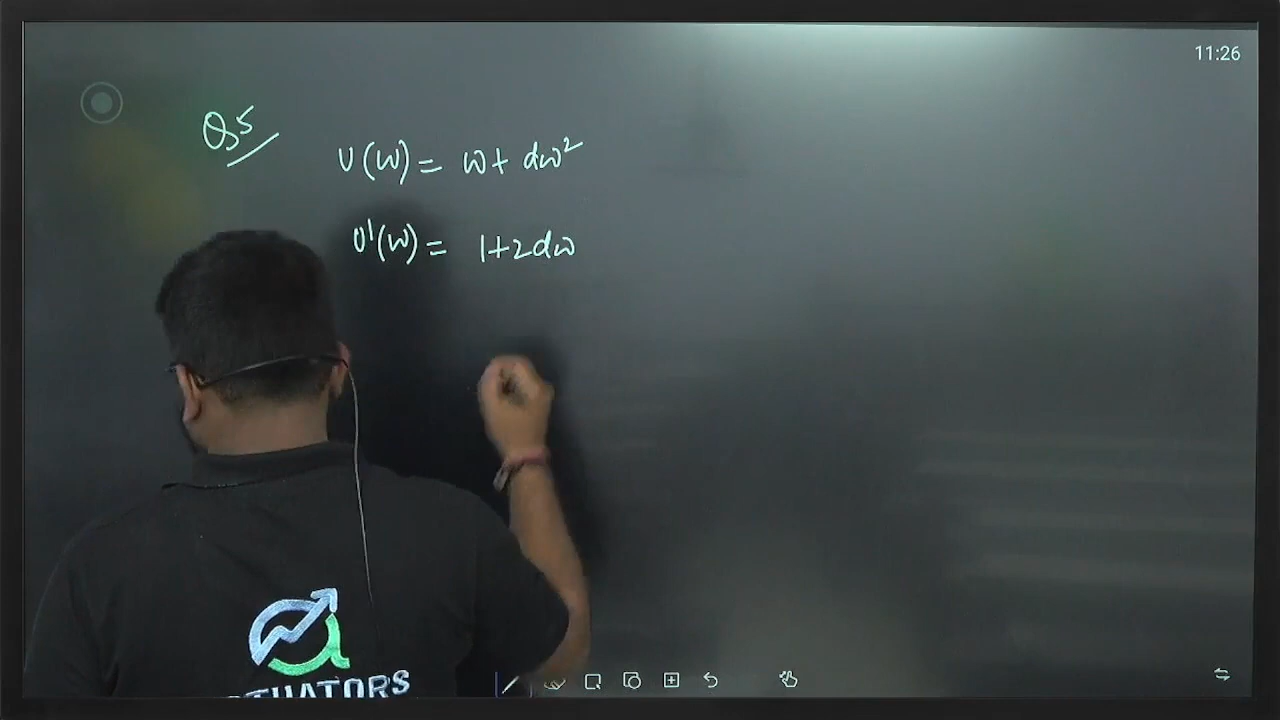 11:26
Q5
U(W) = w + dw²
U'(W) = 1+2dw